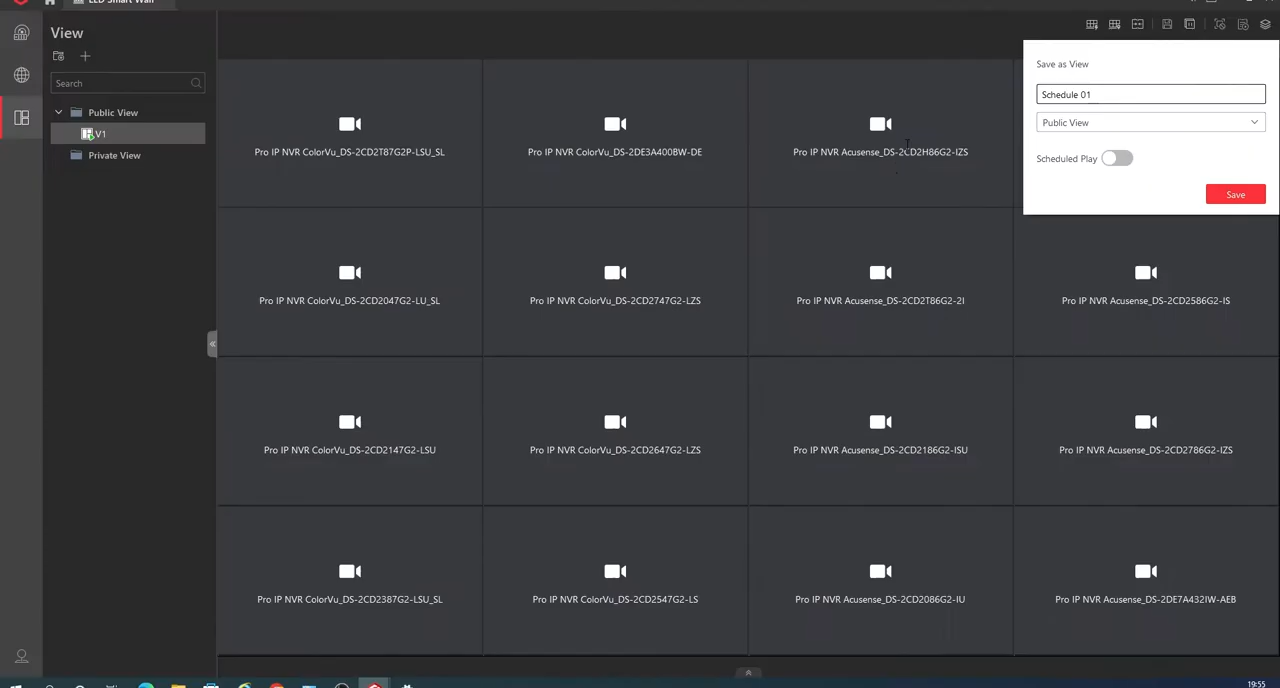 LED Smart Wall
View
Search
Public View
V1
Private View
Save as View
Schedule 01
Public View
Scheduled Play
Save
Pro IP NVR ColorVu_DS-2CD2T87G2P-LSU_SL
Pro IP NVR ColorVu_DS-2DE3A400BW-DE
Pro IP NVR Acusense_DS-2CD2H86G2-IZS
Pro IP NVR ColorVu_DS-2CD2047G2-LU_SL
Pro IP NVR ColorVu_DS-2CD2747G2-LZS
Pro IP NVR Acusense_DS-2CD2T86G2-2I
Pro IP NVR Acusense_DS-2CD2586G2-IS
Pro IP NVR ColorVu_DS-2CD2147G2-LSU
Pro IP NVR ColorVu_DS-2CD2647G2-LZS
Pro IP NVR Acusense_DS-2CD2186G2-ISU
Pro IP NVR Acusense_DS-2CD2786G2-IZS
Pro IP NVR ColorVu_DS-2CD2387G2-LSU_SL
Pro IP NVR ColorVu_DS-2CD2547G2-LS
Pro IP NVR Acusense_DS-2CD2086G2-IU
Pro IP NVR Acusense_DS-2DE7A432IW-AEB
19:55